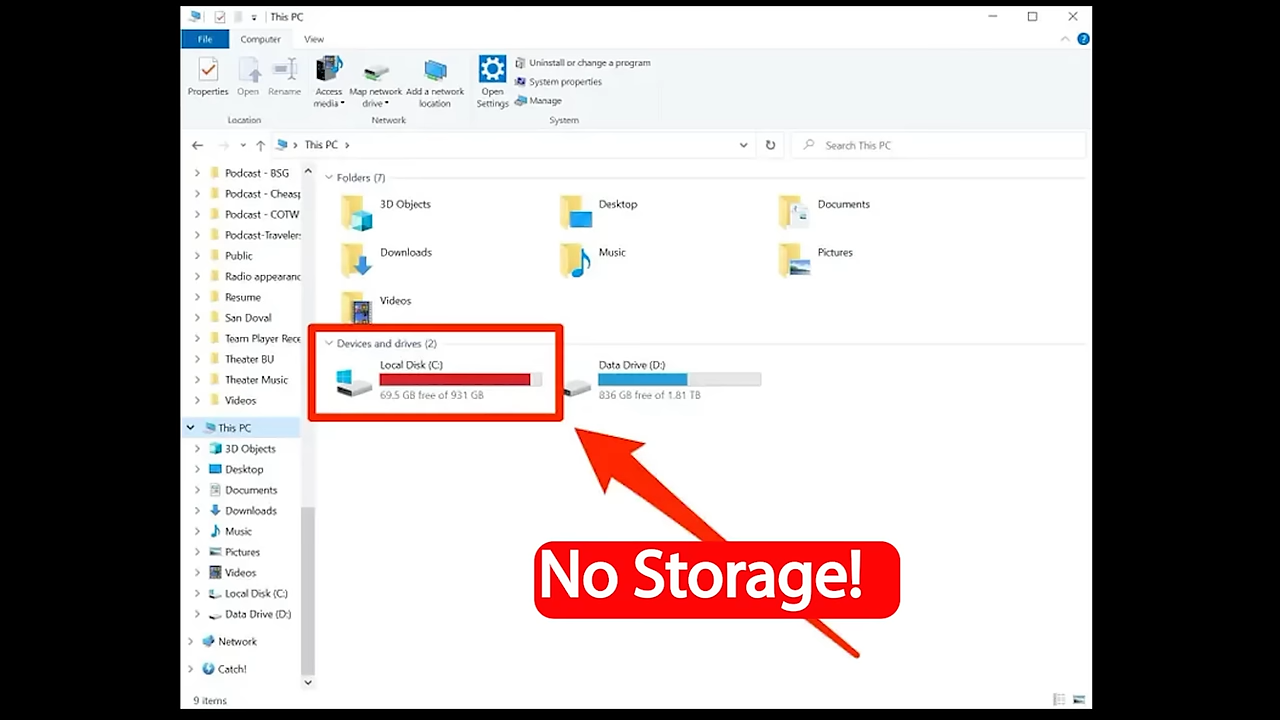 This PC
File Computer View
Properties Open Rename Access media Map network drive Add a network location Open Settings Uninstall or change a program
System properties
Manage
Location Network System
This PC Search This PC
Podcast - BSG
Podcast - Cheasp
Podcast - COTW
Podcast-Travelers
Public
Radio appearanc
Resume
San Doval
Team Player Rece
Theater BU
Theater Music
Videos
This PC
3D Objects
Desktop
Documents
Downloads
Music
Pictures
Videos
Local Disk (C:)
Data Drive (D:)
Network
Catch!
9 items
Folders (7)
3D Objects Desktop Documents
Downloads Music Pictures
Videos
Devices and drives (2)
Local Disk (C:) Data Drive (D:)
69.5 GB free of 931 GB 836 GB free of 1.81 TB
No Storage!